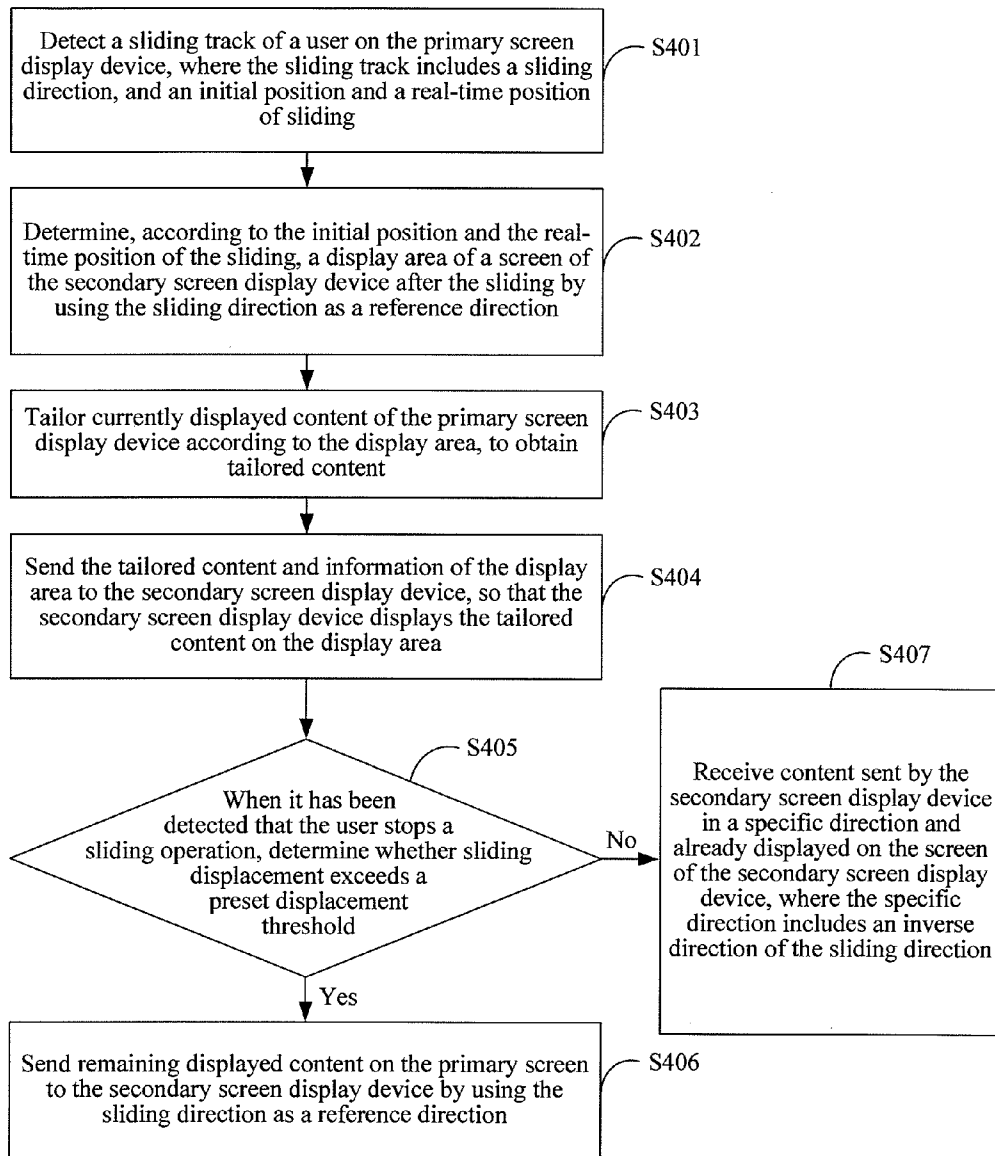 Detect a sliding track of a user on the primary screen
display device, where the sliding track includes a sliding
direction, and an initial position and a real-time position
of sliding
S401
Determine, according to the initial position and the real-
time position of the sliding, a display area of a screen of
the secondary screen display device after the sliding by
using the sliding direction as a reference direction
S402
Tailor currently displayed content of the primary screen
display device according to the display area, to obtain
tailored content
S403
Send the tailored content and information of the display
area to the secondary screen display device, so that the
secondary screen display device displays the tailored
content on the display area
S404
When it has been
detected that the user stops a
sliding operation, determine whether sliding
displacement exceeds a
preset displacement
threshold
S405
No
Receive content sent by the
secondary screen display device
in a specific direction and
already displayed on the screen
of the secondary screen display
device, where the specific
direction includes an inverse
direction of the sliding direction
S407
Yes
Send remaining displayed content on the primary screen
to the secondary screen display device by using the
sliding direction as a reference direction
S406